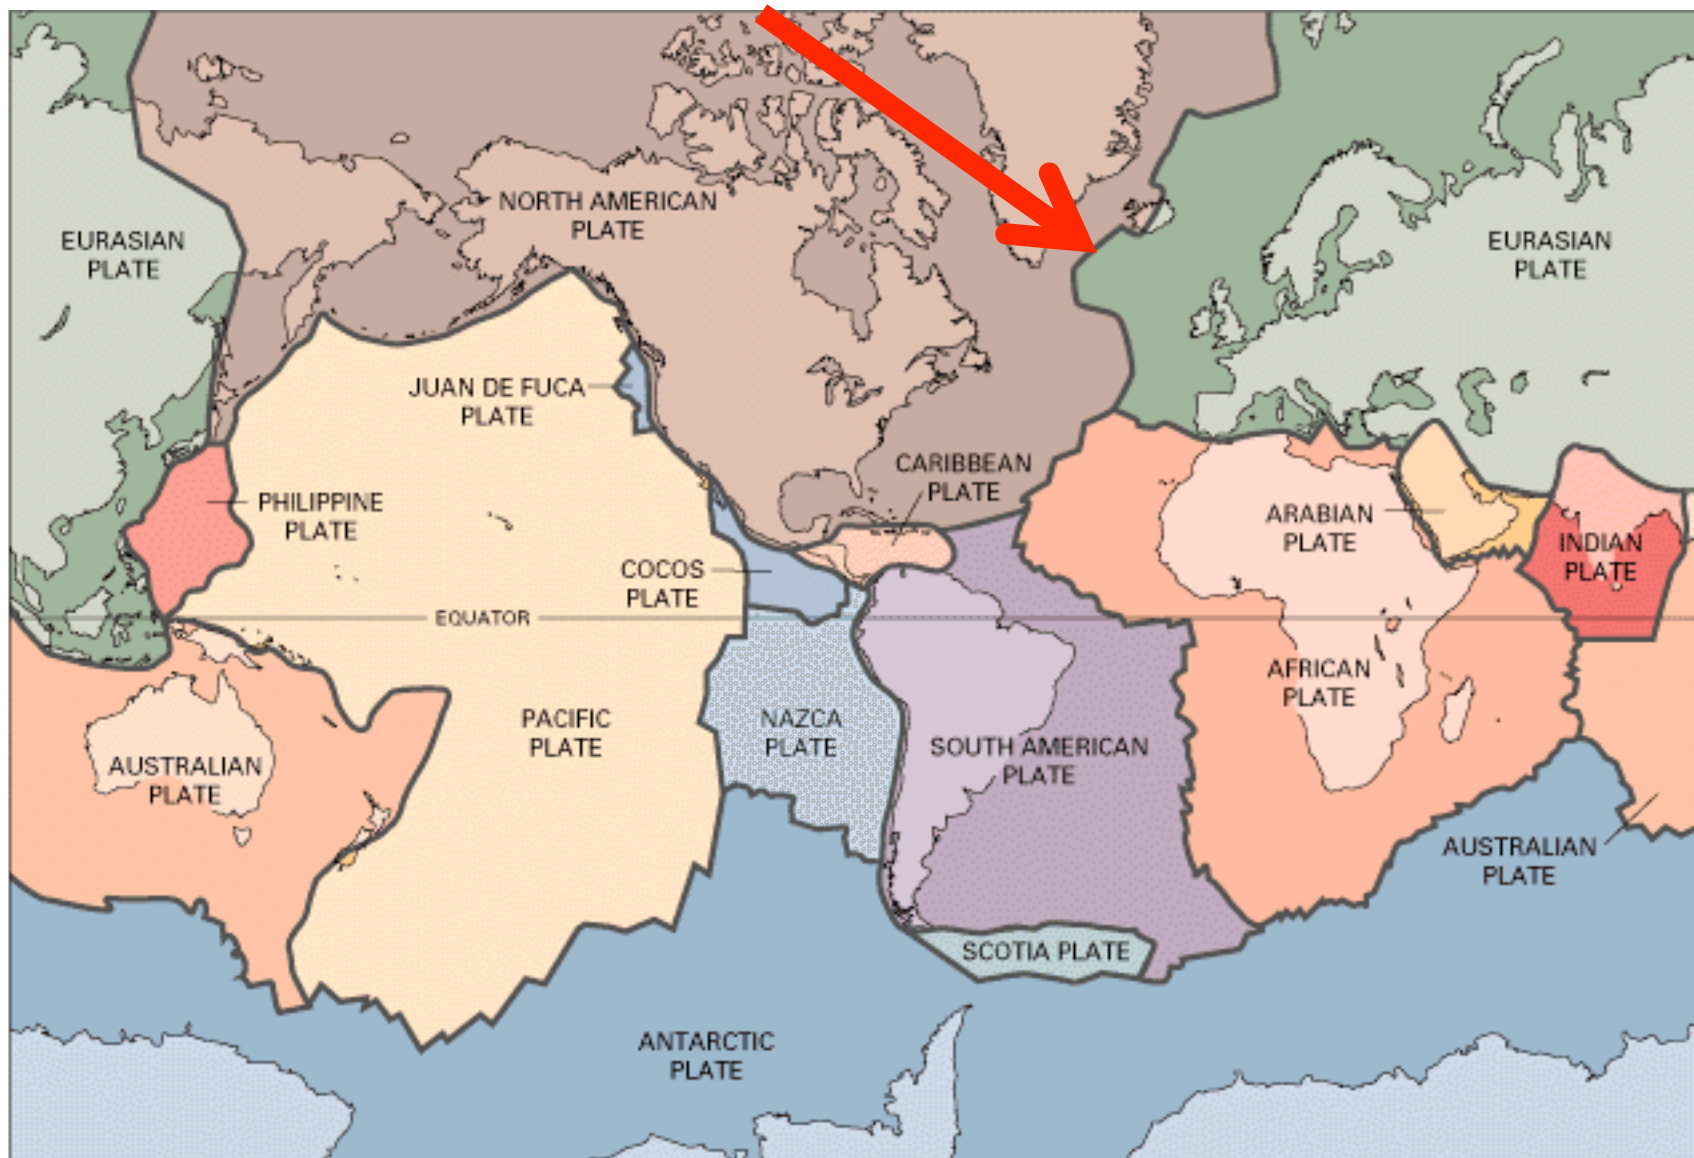 NORTH AMERICAN
PLATE
EURASIAN
PLATE
EURASIAN
PLATE
JUAN DE FUCA
PLATE
CARIBBEAN
PLATE
PHILIPPINE
PLATE
ARABIAN
PLATE
INDIAN
PLATE
COCOS
PLATE
EQUATOR
AFRICAN
PLATE
PACIFIC
PLATE
NAZCA
PLATE
SOUTH AMERICAN
PLATE
AUSTRALIAN
PLATE
AUSTRALIAN
PLATE
SCOTIA PLATE
ANTARCTIC
PLATE